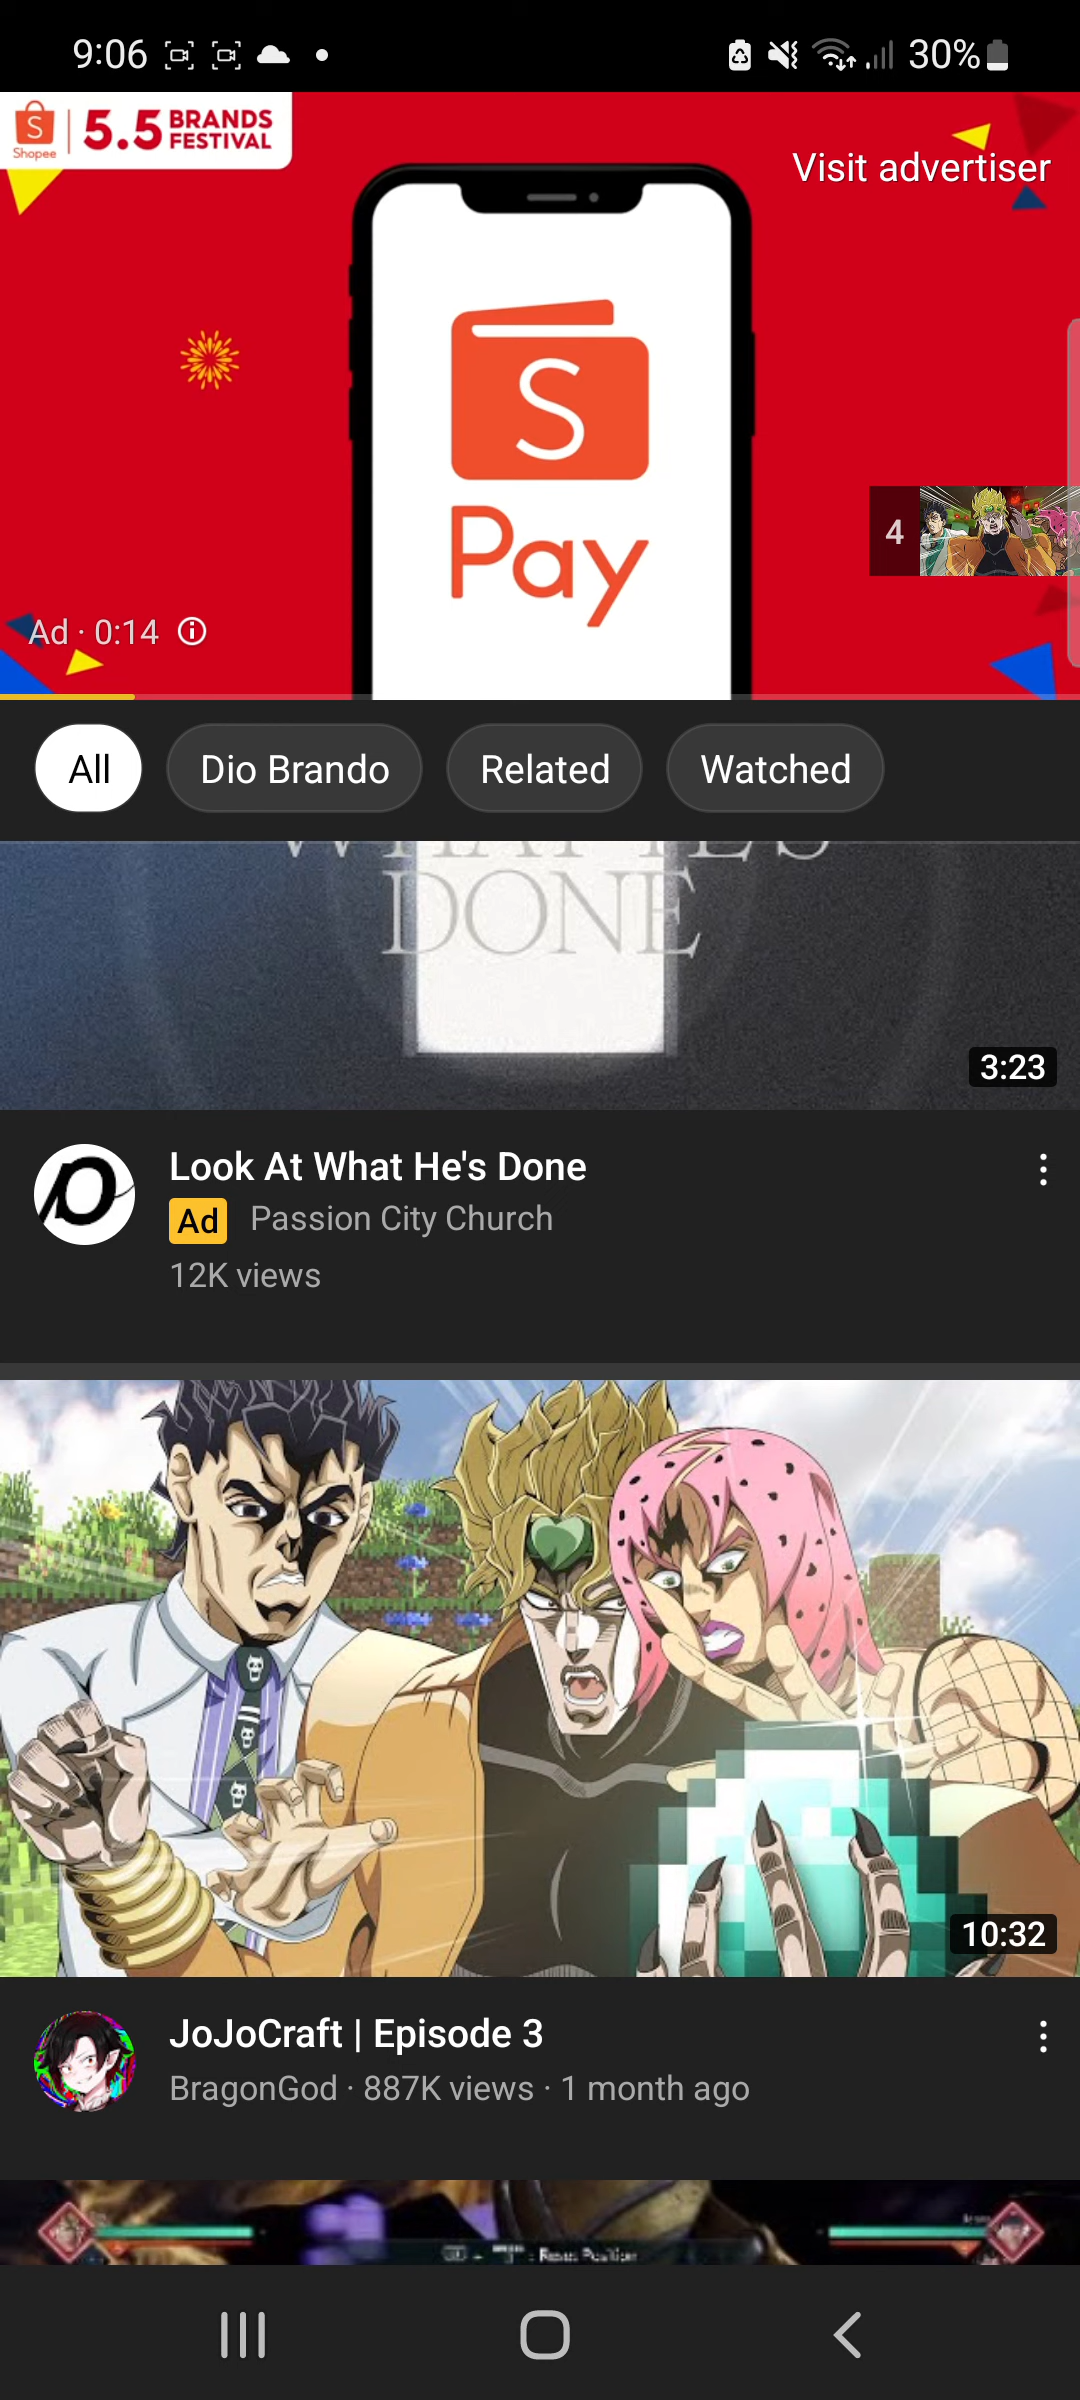 9:06
30%
Shopee
5.5 BRANDS FESTIVAL
Visit advertiser
S
Pay
4
Ad · 0:14
All
Dio Brando
Related
Watched
WHAT HE'S
DONE
3:23
Look At What He's Done
Ad Passion City Church
12K views
10:32
JoJoCraft | Episode 3
BragonGod · 887K views · 1 month ago